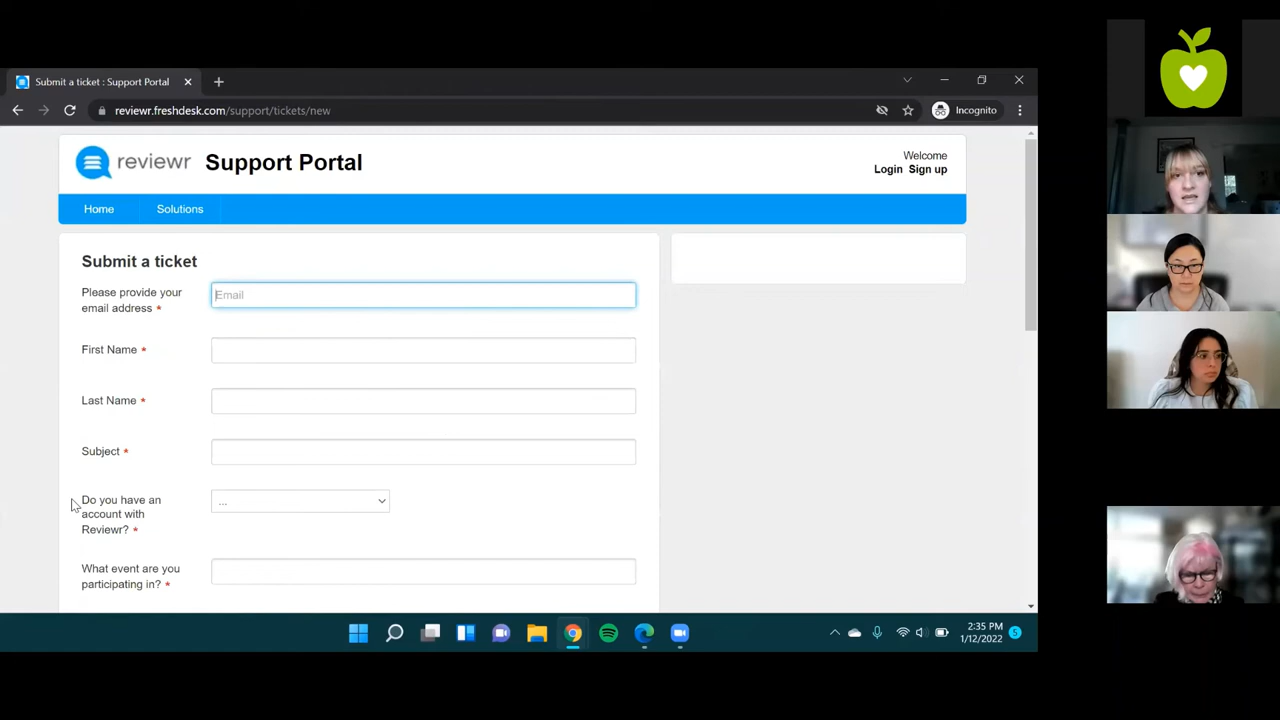 Submit a ticket : Support Portal
reviewr.freshdesk.com/support/tickets/new
Incognito
reviewr
Support Portal
Welcome
Login Sign up
Home
Solutions
Submit a ticket
Please provide your
email address *
Email
First Name *
Last Name *
Subject *
Do you have an
account with
Reviewr? *
...
What event are you
participating in? *
2:35 PM
1/12/2022
5